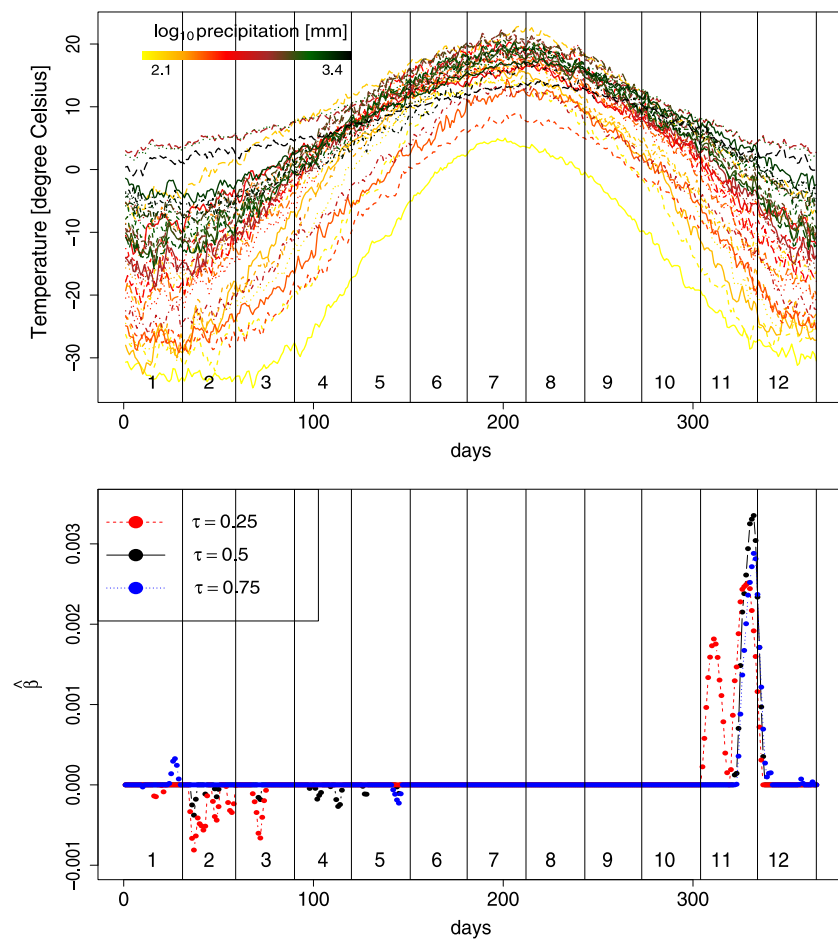 log10 precipitation [mm]
2.1 3.4
Temperature [degree Celsius]
20
10
0
−10
−20
−30
1 2 3 4 5 6 7 8 9 10 11 12
0 100 200 300
days
τ = 0.25
τ = 0.5
τ = 0.75
β̂
0.003
0.002
0.001
0.000
−0.001
1 2 3 4 5 6 7 8 9 10 11 12
0 100 200 300
days